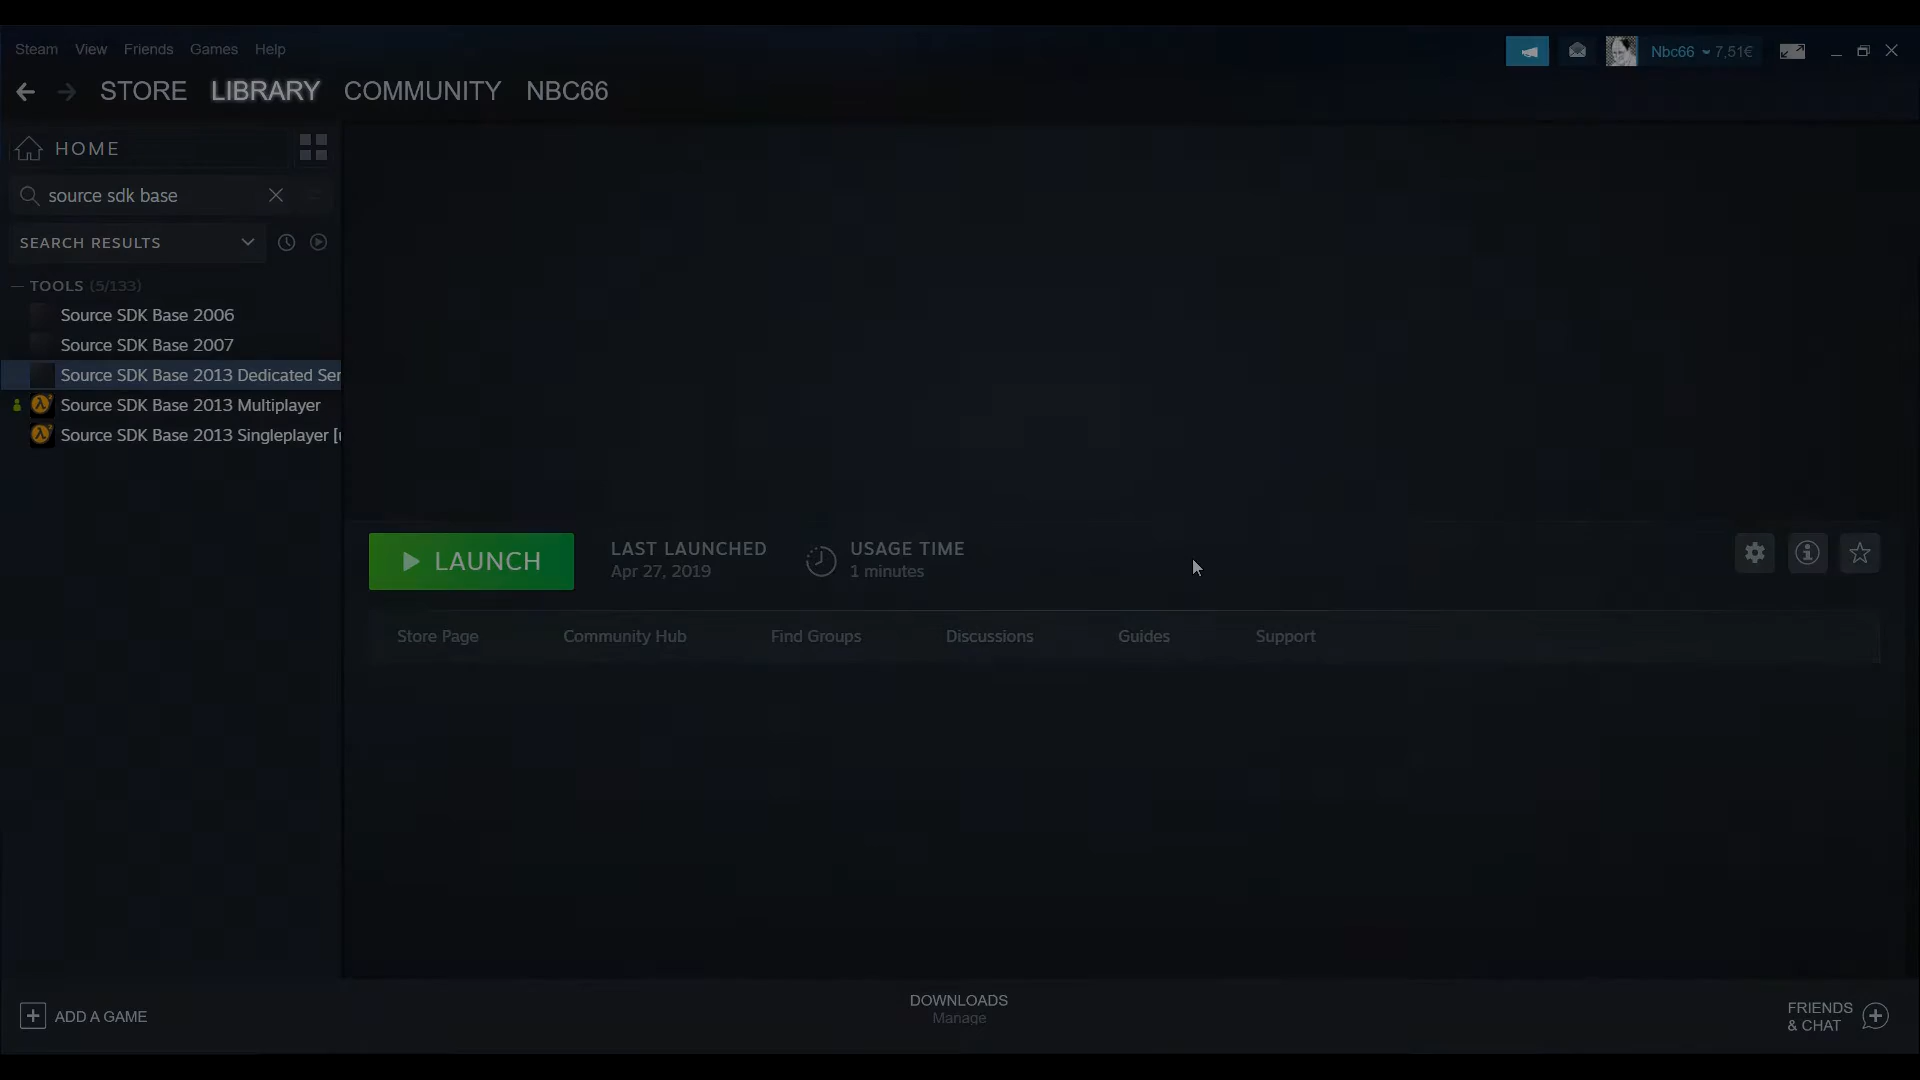 Steam View Friends Games Help
Nbc66 7,51€
STORE LIBRARY COMMUNITY NBC66
HOME
source sdk base
SEARCH RESULTS
TOOLS (5/133)
Source SDK Base 2006
Source SDK Base 2007
Source SDK Base 2013 Dedicated Ser
Source SDK Base 2013 Multiplayer
Source SDK Base 2013 Singleplayer [u
LAUNCH
LAST LAUNCHED
Apr 27, 2019
USAGE TIME
1 minutes
Store Page Community Hub Find Groups Discussions Guides Support
ADD A GAME
DOWNLOADS
Manage
FRIENDS
& CHAT